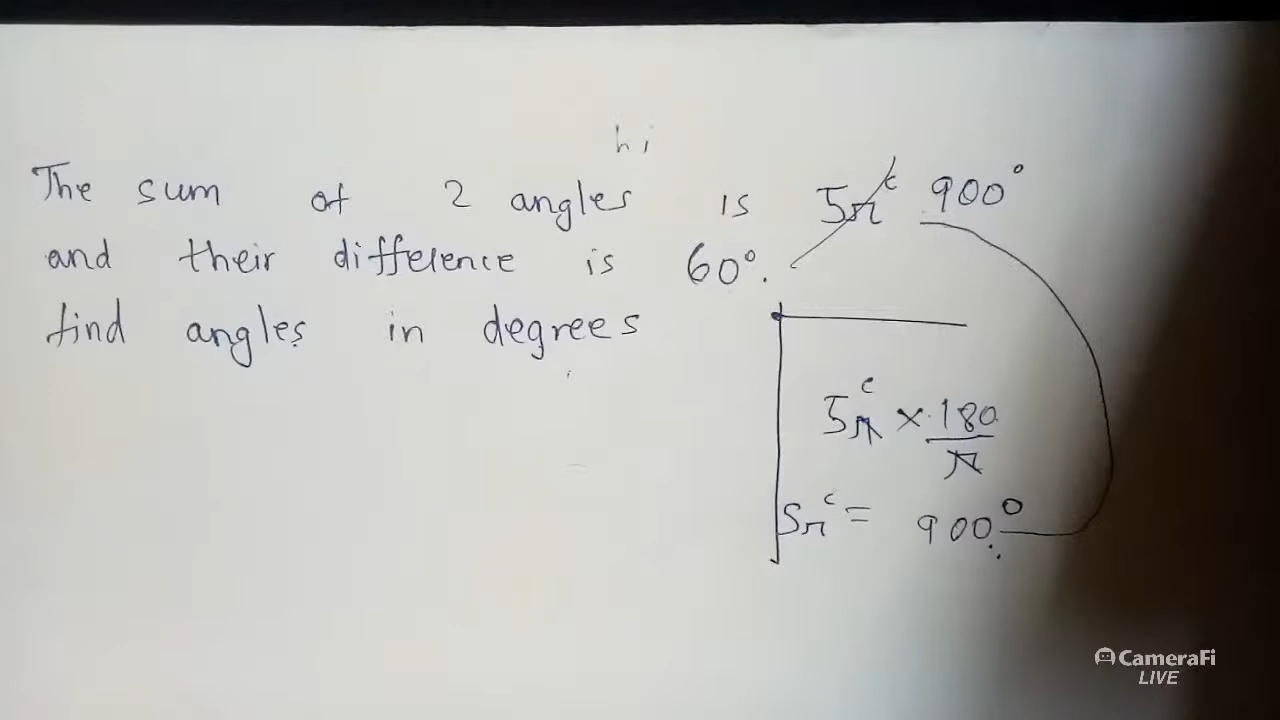 hi
The sum of 2 angles is 5π^c 900°
and their difference is 60°.
find angles in degrees
5π^c × 180/π
5π^c = 900°
CameraFi
LIVE